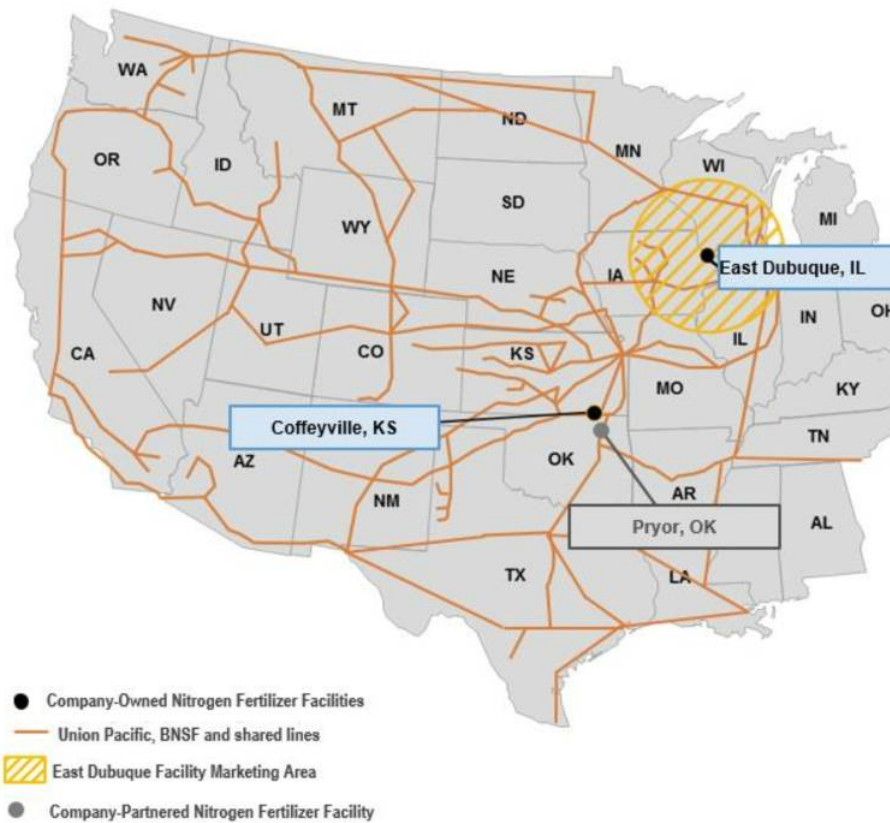 WA
MT
ND
MN
WI
MI
OR
ID
SD
WY
IA
East Dubuque, IL
NE
NV
UT
CO
KS
IL
IN
OH
CA
MO
KY
Coffeyville, KS
TN
AZ
NM
OK
AR
Pryor, OK
AL
TX
LA
Company-Owned Nitrogen Fertilizer Facilities
Union Pacific, BNSF and shared lines
East Dubuque Facility Marketing Area
Company-Partnered Nitrogen Fertilizer Facility